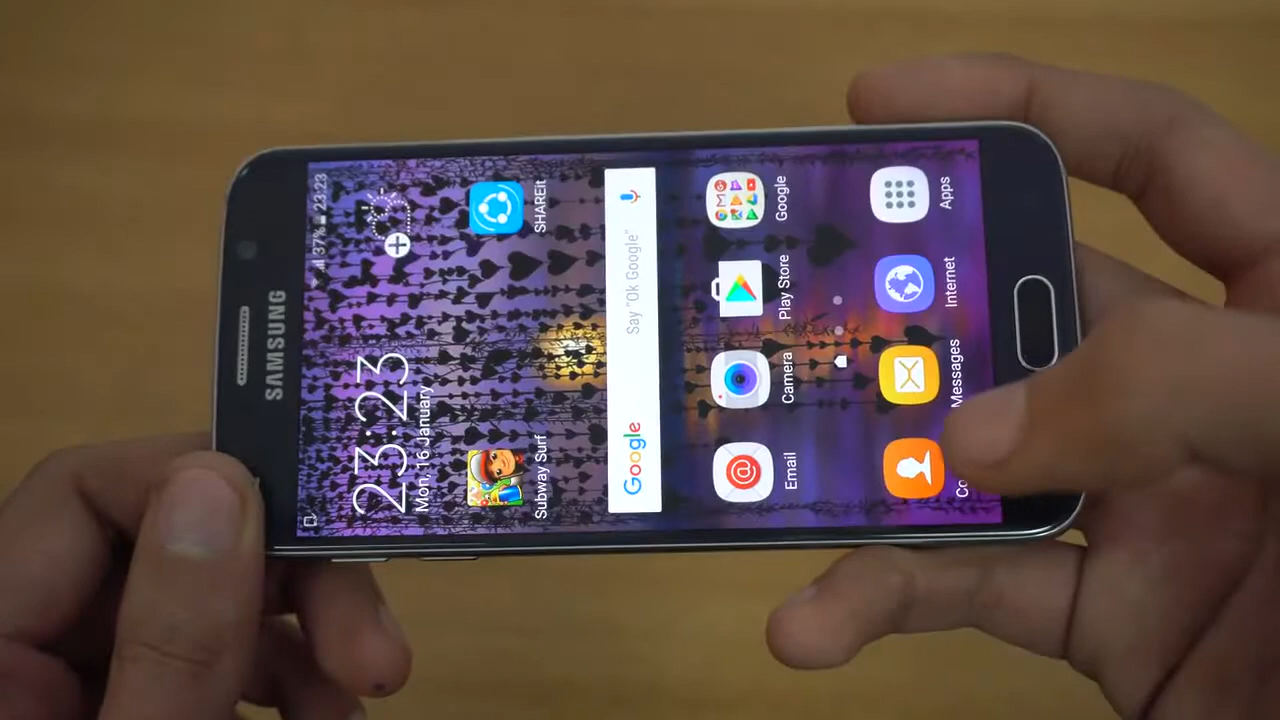 SAMSUNG
37% 23:23
23:23
Mon, 16 January
Subway Surf
SHAREit
Google
Say "Ok Google"
Email
Camera
Play Store
Google
Co
Messages
Internet
Apps